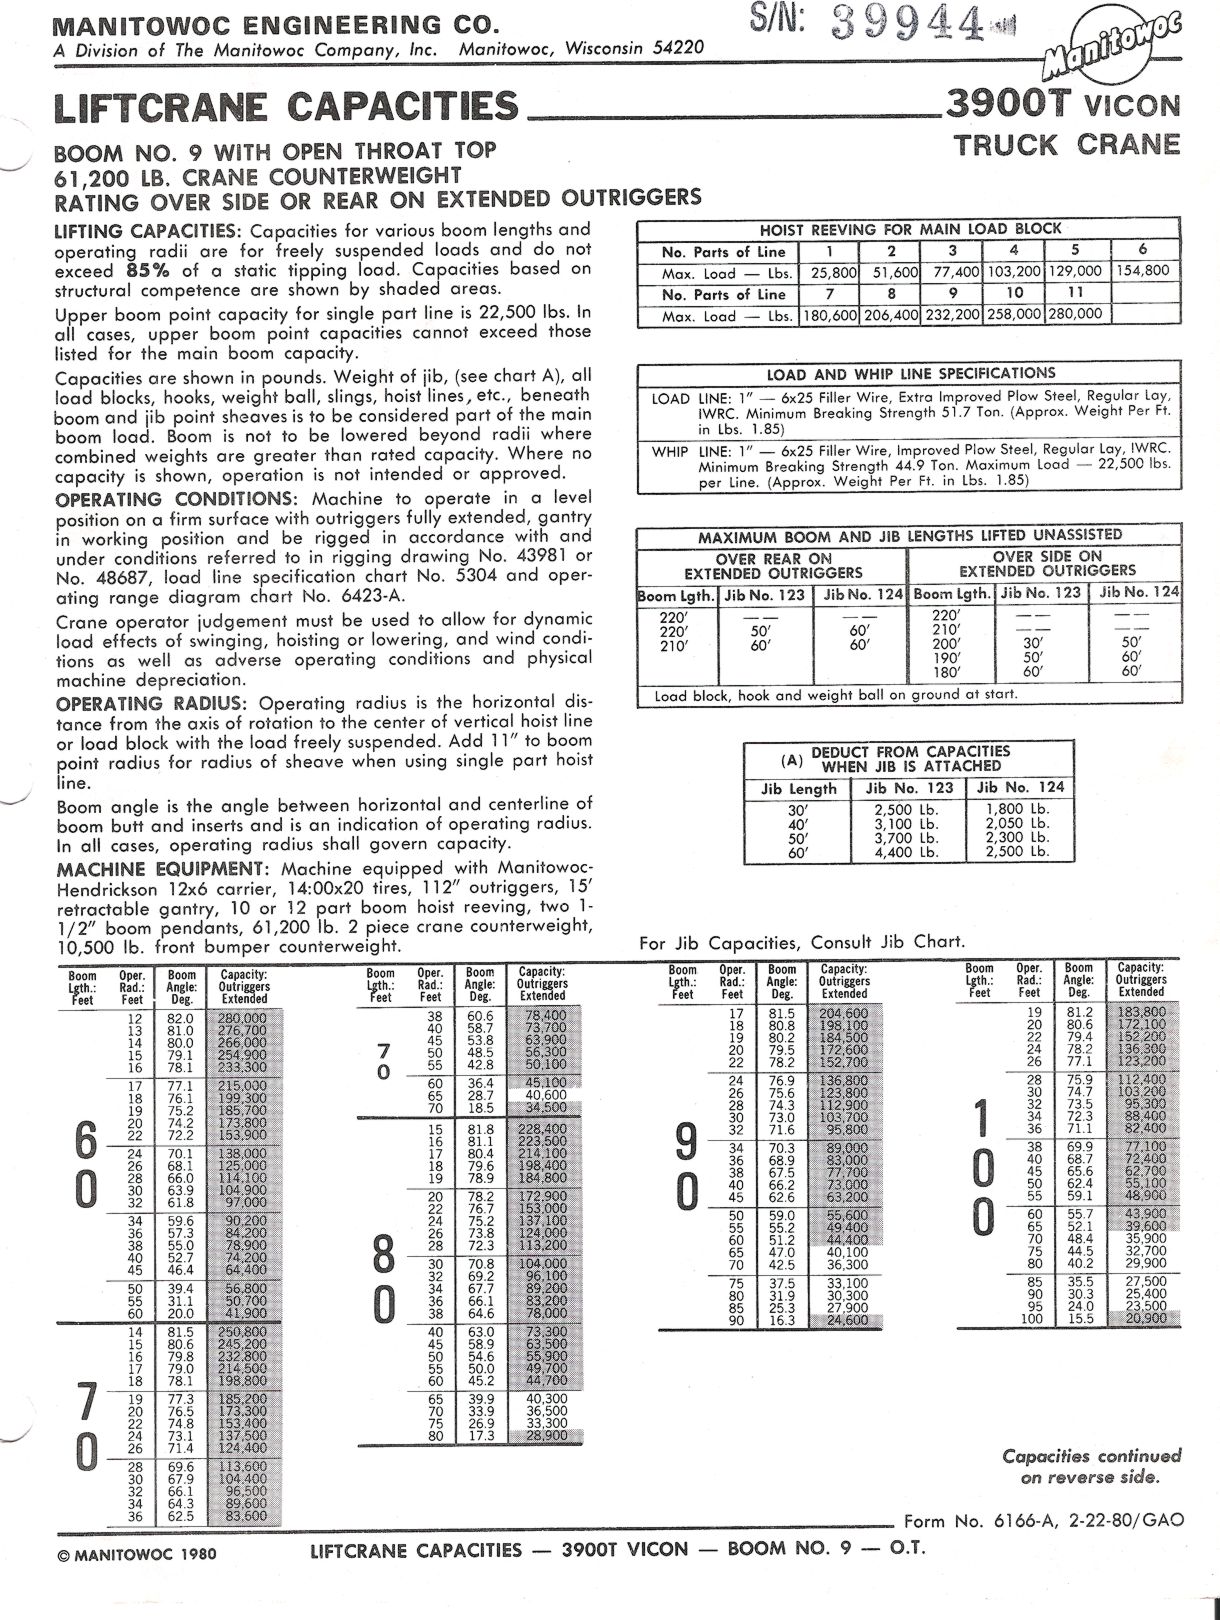 MANITOWOC ENGINEERING CO.
A Division of The Manitowoc Company, Inc. Manitowoc, Wisconsin 54220
S/N: 39944
Manitowoc
LIFTCRANE CAPACITIES
3900T VICON
TRUCK CRANE
BOOM NO. 9 WITH OPEN THROAT TOP
61,200 LB. CRANE COUNTERWEIGHT
RATING OVER SIDE OR REAR ON EXTENDED OUTRIGGERS
LIFTING CAPACITIES: Capacities for various boom lengths and
operating radii are for freely suspended loads and do not
exceed 85% of a static tipping load. Capacities based on
structural competence are shown by shaded areas.
Upper boom point capacity for single part line is 22,500 lbs. In
all cases, upper boom point capacities cannot exceed those
listed for the main boom capacity.
Capacities are shown in pounds. Weight of jib, (see chart A), all
load blocks, hooks, weight ball, slings, hoist lines, etc., beneath
boom and jib point sheaves is to be considered part of the main
boom load. Boom is not to be lowered beyond radii where
combined weights are greater than rated capacity. Where no
capacity is shown, operation is not intended or approved.
OPERATING CONDITIONS: Machine to operate in a level
position on a firm surface with outriggers fully extended, gantry
in working position and be rigged in accordance with and
under conditions referred to in rigging drawing No. 43981 or
No. 48687, load line specification chart No. 5304 and oper-
ating range diagram chart No. 6423-A.
Crane operator judgement must be used to allow for dynamic
load effects of swinging, hoisting or lowering, and wind condi-
tions as well as adverse operating conditions and physical
machine depreciation.
OPERATING RADIUS: Operating radius is the horizontal dis-
tance from the axis of rotation to the center of vertical hoist line
or load block with the load freely suspended. Add 11" to boom
point radius for radius of sheave when using single part hoist
line.
Boom angle is the angle between horizontal and centerline of
boom butt and inserts and is an indication of operating radius.
In all cases, operating radius shall govern capacity.
MACHINE EQUIPMENT: Machine equipped with Manitowoc-
Hendrickson 12x6 carrier, 14:00x20 tires, 112" outriggers, 15'
retractable gantry, 10 or 12 part boom hoist reeving, two 1-
1/2" boom pendants, 61,200 lb. 2 piece crane counterweight,
10,500 lb. front bumper counterweight.
HOIST REEVING FOR MAIN LOAD BLOCK
No. Parts of Line 1 2 3 4 5 6
Max. Load — Lbs. 25,800 51,600 77,400 103,200 129,000 154,800
No. Parts of Line 7 8 9 10 11
Max. Load — Lbs. 180,600 206,400 232,200 258,000 280,000
LOAD AND WHIP LINE SPECIFICATIONS
LOAD LINE: 1" — 6x25 Filler Wire, Extra Improved Plow Steel, Regular Lay,
IWRC. Minimum Breaking Strength 51.7 Ton. (Approx. Weight Per Ft.
in Lbs. 1.85)
WHIP LINE: 1" — 6x25 Filler Wire, Improved Plow Steel, Regular Lay, IWRC.
Minimum Breaking Strength 44.9 Ton. Maximum Load — 22,500 lbs.
per Line. (Approx. Weight Per Ft. in Lbs. 1.85)
MAXIMUM BOOM AND JIB LENGTHS LIFTED UNASSISTED
OVER REAR ON EXTENDED OUTRIGGERS
Boom Lgth. Jib No. 123 Jib No. 124
220' —— ——
220' 50' 60'
210' 60' 60'
OVER SIDE ON EXTENDED OUTRIGGERS
Boom Lgth. Jib No. 123 Jib No. 124
220' —— ——
210' —— ——
200' 30' 50'
190' 50' 60'
180' 60' 60'
Load block, hook and weight ball on ground at start.
(A) DEDUCT FROM CAPACITIES
WHEN JIB IS ATTACHED
Jib Length Jib No. 123 Jib No. 124
30' 2,500 Lb. 1,800 Lb.
40' 3,100 Lb. 2,050 Lb.
50' 3,700 Lb. 2,300 Lb.
60' 4,400 Lb. 2,500 Lb.
For Jib Capacities, Consult Jib Chart.
Boom Lgth.: Feet Oper. Rad.: Feet Boom Angle: Deg. Capacity: Outriggers Extended
60
12 82.0 280,000
13 81.0 276,700
14 80.0 266,000
15 79.1 254,900
16 78.1 233,300
17 77.1 215,000
18 76.1 199,300
19 75.2 185,700
20 74.2 173,800
22 72.2 153,900
24 70.1 138,000
26 68.1 125,000
28 66.0 114,100
30 63.9 104,900
32 61.8 97,000
34 59.6 90,200
36 57.3 84,200
38 55.0 78,900
40 52.7 74,200
45 46.4 64,400
50 39.4 56,800
55 31.1 50,700
60 20.0 41,900
70
14 81.5 250,800
15 80.6 245,200
16 79.8 232,800
17 79.0 214,500
18 78.1 198,800
19 77.3 185,200
20 76.5 173,300
22 74.8 153,400
24 73.1 137,500
26 71.4 124,400
28 69.6 113,600
30 67.9 104,400
32 66.1 96,500
34 64.3 89,600
36 62.5 83,600
Boom Lgth.: Feet Oper. Rad.: Feet Boom Angle: Deg. Capacity: Outriggers Extended
70
38 60.6 78,400
40 58.7 73,700
45 53.8 63,900
50 48.5 56,300
55 42.8 50,100
60 36.4 45,100
65 28.7 40,600
70 18.5 34,500
80
15 81.8 228,400
16 81.1 223,500
17 80.4 214,100
18 79.6 198,400
19 78.9 184,800
20 78.2 172,900
22 76.7 153,000
24 75.2 137,100
26 73.8 124,000
28 72.3 113,200
30 70.8 104,000
32 69.2 96,100
34 67.7 89,200
36 66.1 83,200
38 64.6 78,000
40 63.0 73,300
45 58.9 63,500
50 54.6 55,900
55 50.0 49,700
60 45.2 44,700
65 39.9 40,300
70 33.9 36,500
75 26.9 33,300
80 17.3 28,900
Boom Lgth.: Feet Oper. Rad.: Feet Boom Angle: Deg. Capacity: Outriggers Extended
90
17 81.5 204,600
18 80.8 198,100
19 80.2 184,500
20 79.5 172,600
22 78.2 152,700
24 76.9 136,800
26 75.6 123,800
28 74.3 112,900
30 73.0 103,700
32 71.6 95,800
34 70.3 89,000
36 68.9 83,000
38 67.5 77,700
40 66.2 73,000
45 62.6 63,200
50 59.0 55,600
55 55.2 49,400
60 51.2 44,400
65 47.0 40,100
70 42.5 36,300
75 37.5 33,100
80 31.9 30,300
85 25.3 27,900
90 16.3 24,600
Boom Lgth.: Feet Oper. Rad.: Feet Boom Angle: Deg. Capacity: Outriggers Extended
100
19 81.2 183,800
20 80.6 172,100
22 79.4 152,200
24 78.2 136,300
26 77.1 123,200
28 75.9 112,400
30 74.7 103,200
32 73.5 95,300
34 72.3 88,400
36 71.1 82,400
38 69.9 77,100
40 68.7 72,400
45 65.6 62,700
50 62.4 55,100
55 59.1 48,900
60 55.7 43,900
65 52.1 39,600
70 48.4 35,900
75 44.5 32,700
80 40.2 29,900
85 35.5 27,500
90 30.3 25,400
95 24.0 23,500
100 15.5 20,900
Capacities continued
on reverse side.
Form No. 6166-A, 2-22-80/GAO
© MANITOWOC 1980
LIFTCRANE CAPACITIES — 3900T VICON — BOOM NO. 9 — O.T.